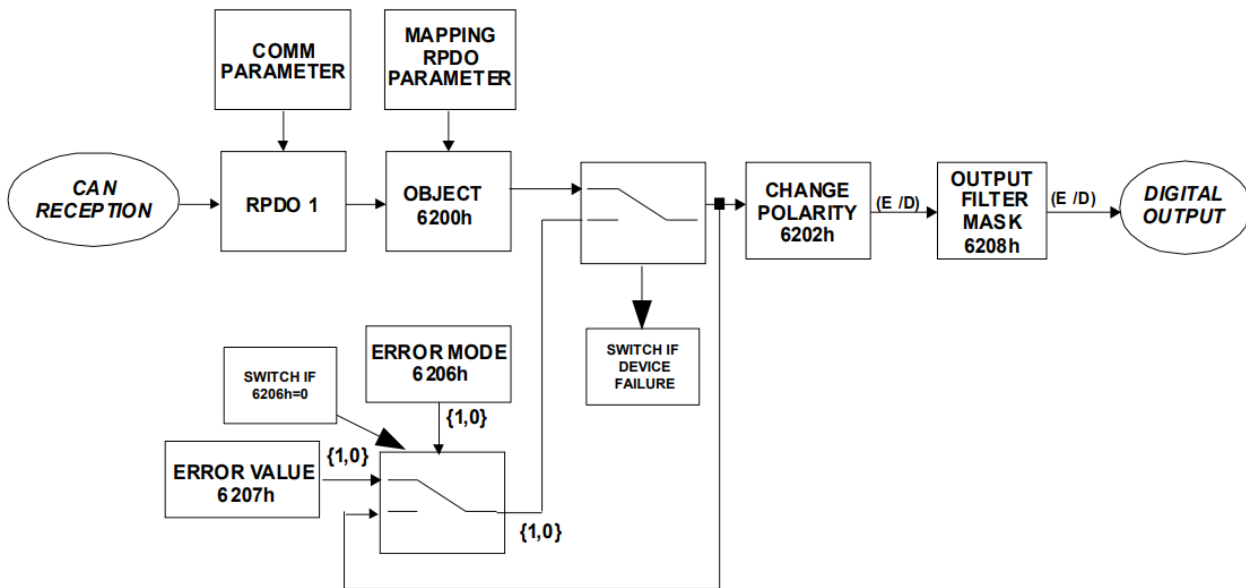 COMM
PARAMETER
MAPPING
RPDO
PARAMETER
CAN
RECEPTION
RPDO 1
OBJECT
6200h
CHANGE
POLARITY
6202h
(E /D)
OUTPUT
FILTER
MASK
6208h
(E /D)
DIGITAL
OUTPUT
SWITCH IF
DEVICE
FAILURE
ERROR MODE
6206h
SWITCH IF
6206h=0
{1,0}
ERROR VALUE
6207h
{1,0}
{1,0}